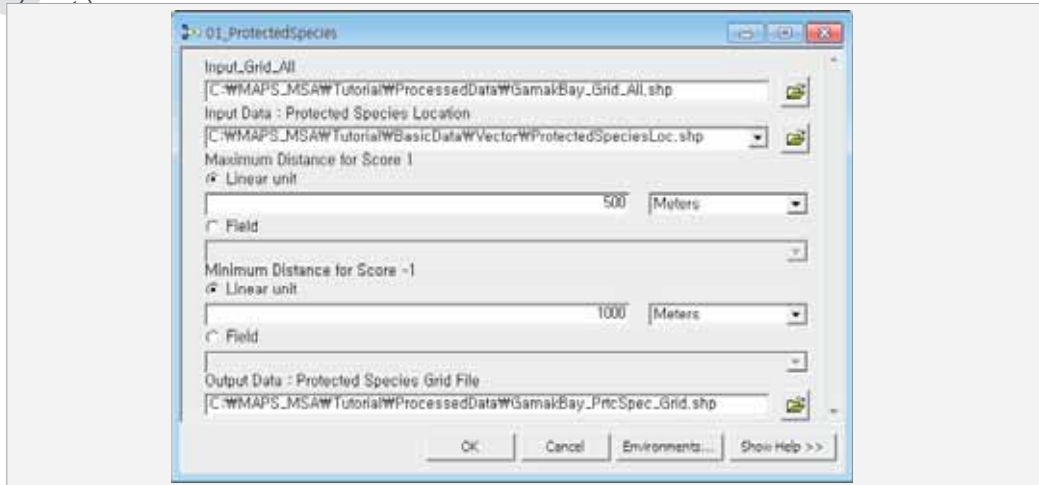 01_ProtectedSpecies
Input_Grid_All
C:₩MAPS_MSA₩Tutorial₩ProcessedData₩GamakBay_Grid_All.shp
Input Data : Protected Species Location
C:₩MAPS_MSA₩Tutorial₩BasicData₩Vector₩ProtectedSpeciesLoc.shp
Maximum Distance for Score 1
Linear unit
500 Meters
Field
Minimum Distance for Score -1
Linear unit
1000 Meters
Field
Output Data : Protected Species Grid File
C:₩MAPS_MSA₩Tutorial₩ProcessedData₩GamakBay_PrtcSpec_Grid.shp
OK Cancel Environments... Show Help >>